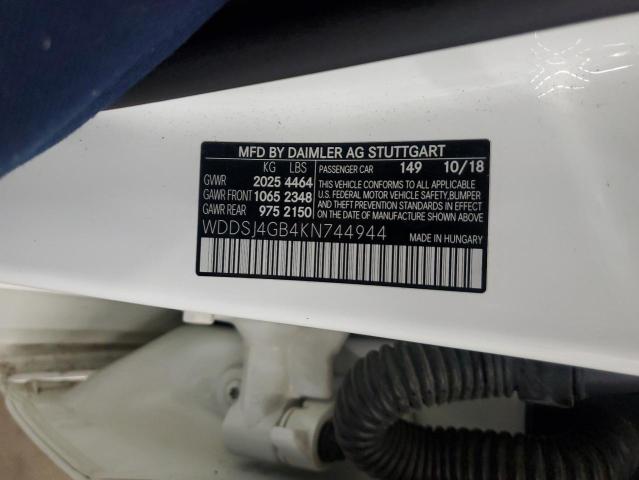 MFD BY DAIMLER AG STUTTGART
KG LBS
GVWR 2025 4464
GAWR FRONT 1065 2348
GAWR REAR 975 2150
PASSENGER CAR 149 10/18
THIS VEHICLE CONFORMS TO ALL APPLICABLE
U.S. FEDERAL MOTOR VEHICLE SAFETY,BUMPER
AND THEFT PREVENTION STANDARDS IN EFFECT
ON THE DATE OF MANUFACTURE SHOWN ABOVE.
WDDSJ4GB4KN744944
MADE IN HUNGARY